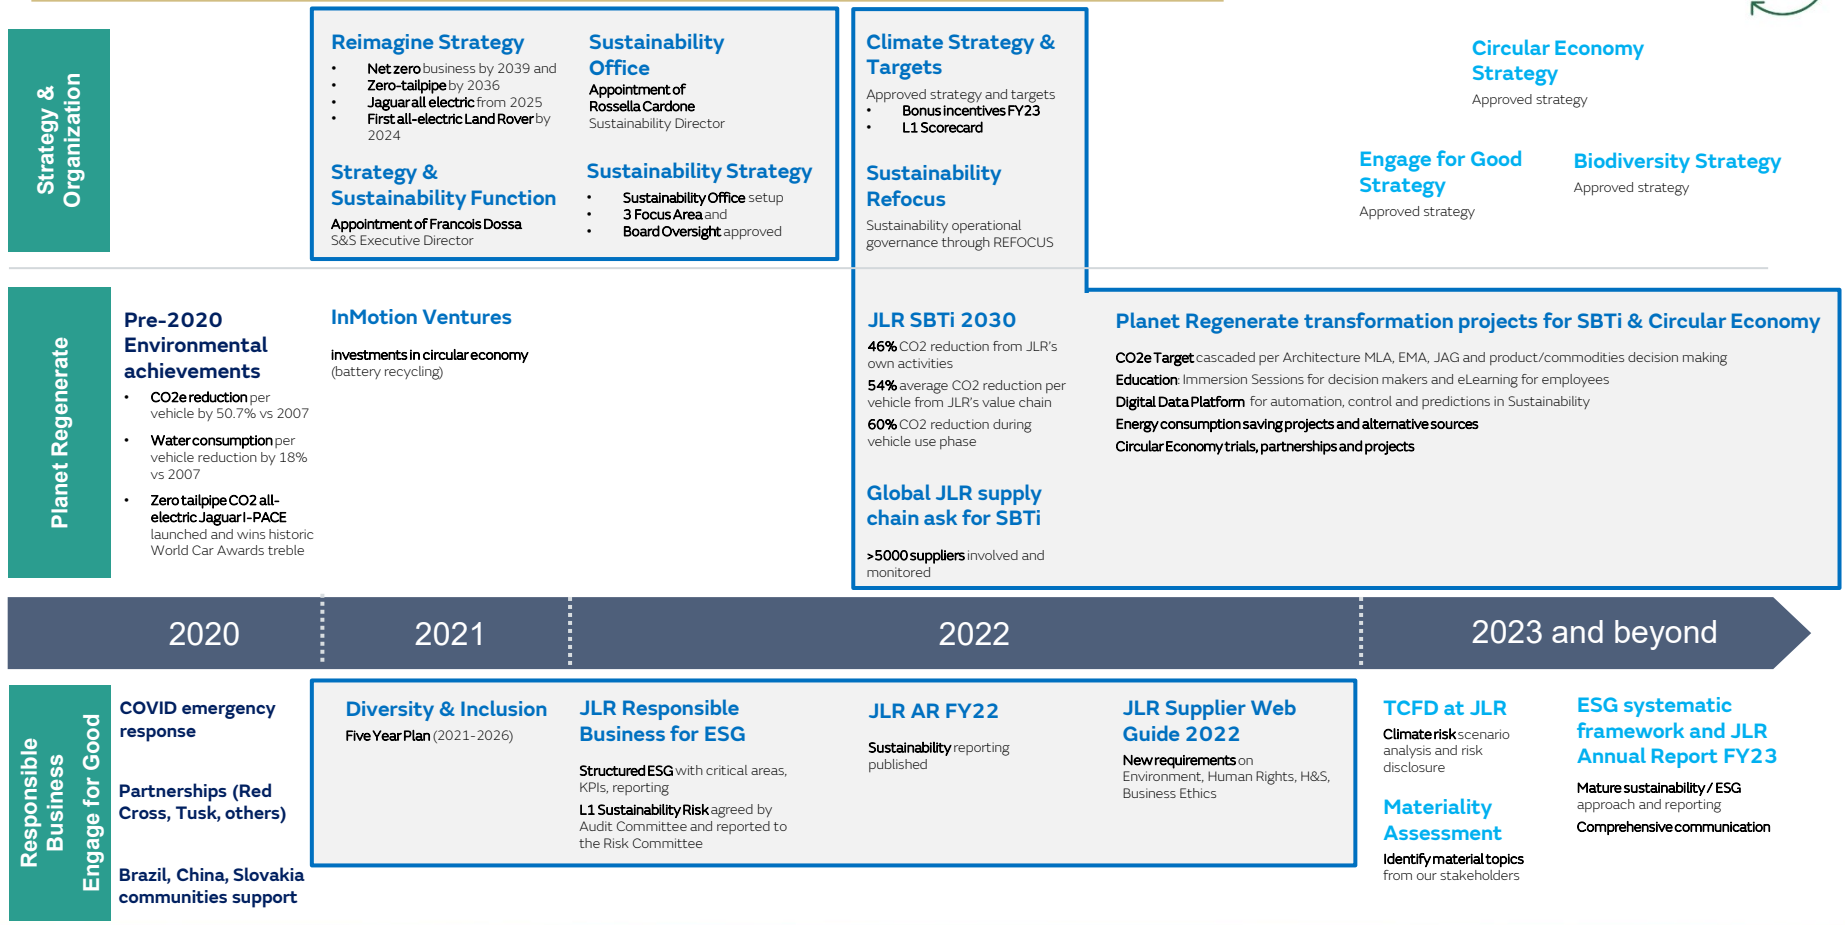 Strategy &
Organization
Reimagine Strategy
• Net zero business by 2039 and
• Zero-tailpipe by 2036
• Jaguar all electric from 2025
• First all-electric Land Rover by
2024
Sustainability
Office
Appointment of
Rossella Cardone
Sustainability Director
Strategy &
Sustainability Function
Appointment of Francois Dossa
S&S Executive Director
Sustainability Strategy
• Sustainability Office setup
• 3 Focus Area and
• Board Oversight approved
Climate Strategy &
Targets
Approved strategy and targets
• Bonus incentives FY23
• L1 Scorecard
Sustainability
Refocus
Sustainability operational
governance through REFOCUS
Circular Economy
Strategy
Approved strategy
Engage for Good
Strategy
Approved strategy
Biodiversity Strategy
Approved strategy
Planet Regenerate
Pre-2020
Environmental
achievements
• CO2e reduction per
vehicle by 50.7% vs 2007
• Water consumption per
vehicle reduction by 18%
vs 2007
• Zero tailpipe CO2 all-
electric Jaguar I-PACE
launched and wins historic
World Car Awards treble
InMotion Ventures
investments in circular economy
(battery recycling)
JLR SBTi 2030
46% CO2 reduction from JLR's
own activities
54% average CO2 reduction per
vehicle from JLR's value chain
60% CO2 reduction during
vehicle use phase
Global JLR supply
chain ask for SBTi
>5000 suppliers involved and
monitored
Planet Regenerate transformation projects for SBTi & Circular Economy
CO2e Target cascaded per Architecture MLA, EMA, JAG and product/commodities decision making
Education: Immersion Sessions for decision makers and eLearning for employees
Digital Data Platform for automation, control and predictions in Sustainability
Energy consumption saving projects and alternative sources
Circular Economy trials, partnerships and projects
2020
2021
2022
2023 and beyond
Responsible
Business
Engage for Good
COVID emergency
response
Partnerships (Red
Cross, Tusk, others)
Brazil, China, Slovakia
communities support
Diversity & Inclusion
Five Year Plan (2021-2026)
JLR Responsible
Business for ESG
Structured ESG with critical areas,
KPIs, reporting
L1 Sustainability Risk agreed by
Audit Committee and reported to
the Risk Committee
JLR AR FY22
Sustainability reporting
published
JLR Supplier Web
Guide 2022
New requirements on
Environment, Human Rights, H&S,
Business Ethics
TCFD at JLR
Climate risk scenario
analysis and risk
disclosure
Materiality
Assessment
Identify material topics
from our stakeholders
ESG systematic
framework and JLR
Annual Report FY23
Mature sustainability / ESG
approach and reporting
Comprehensive communication